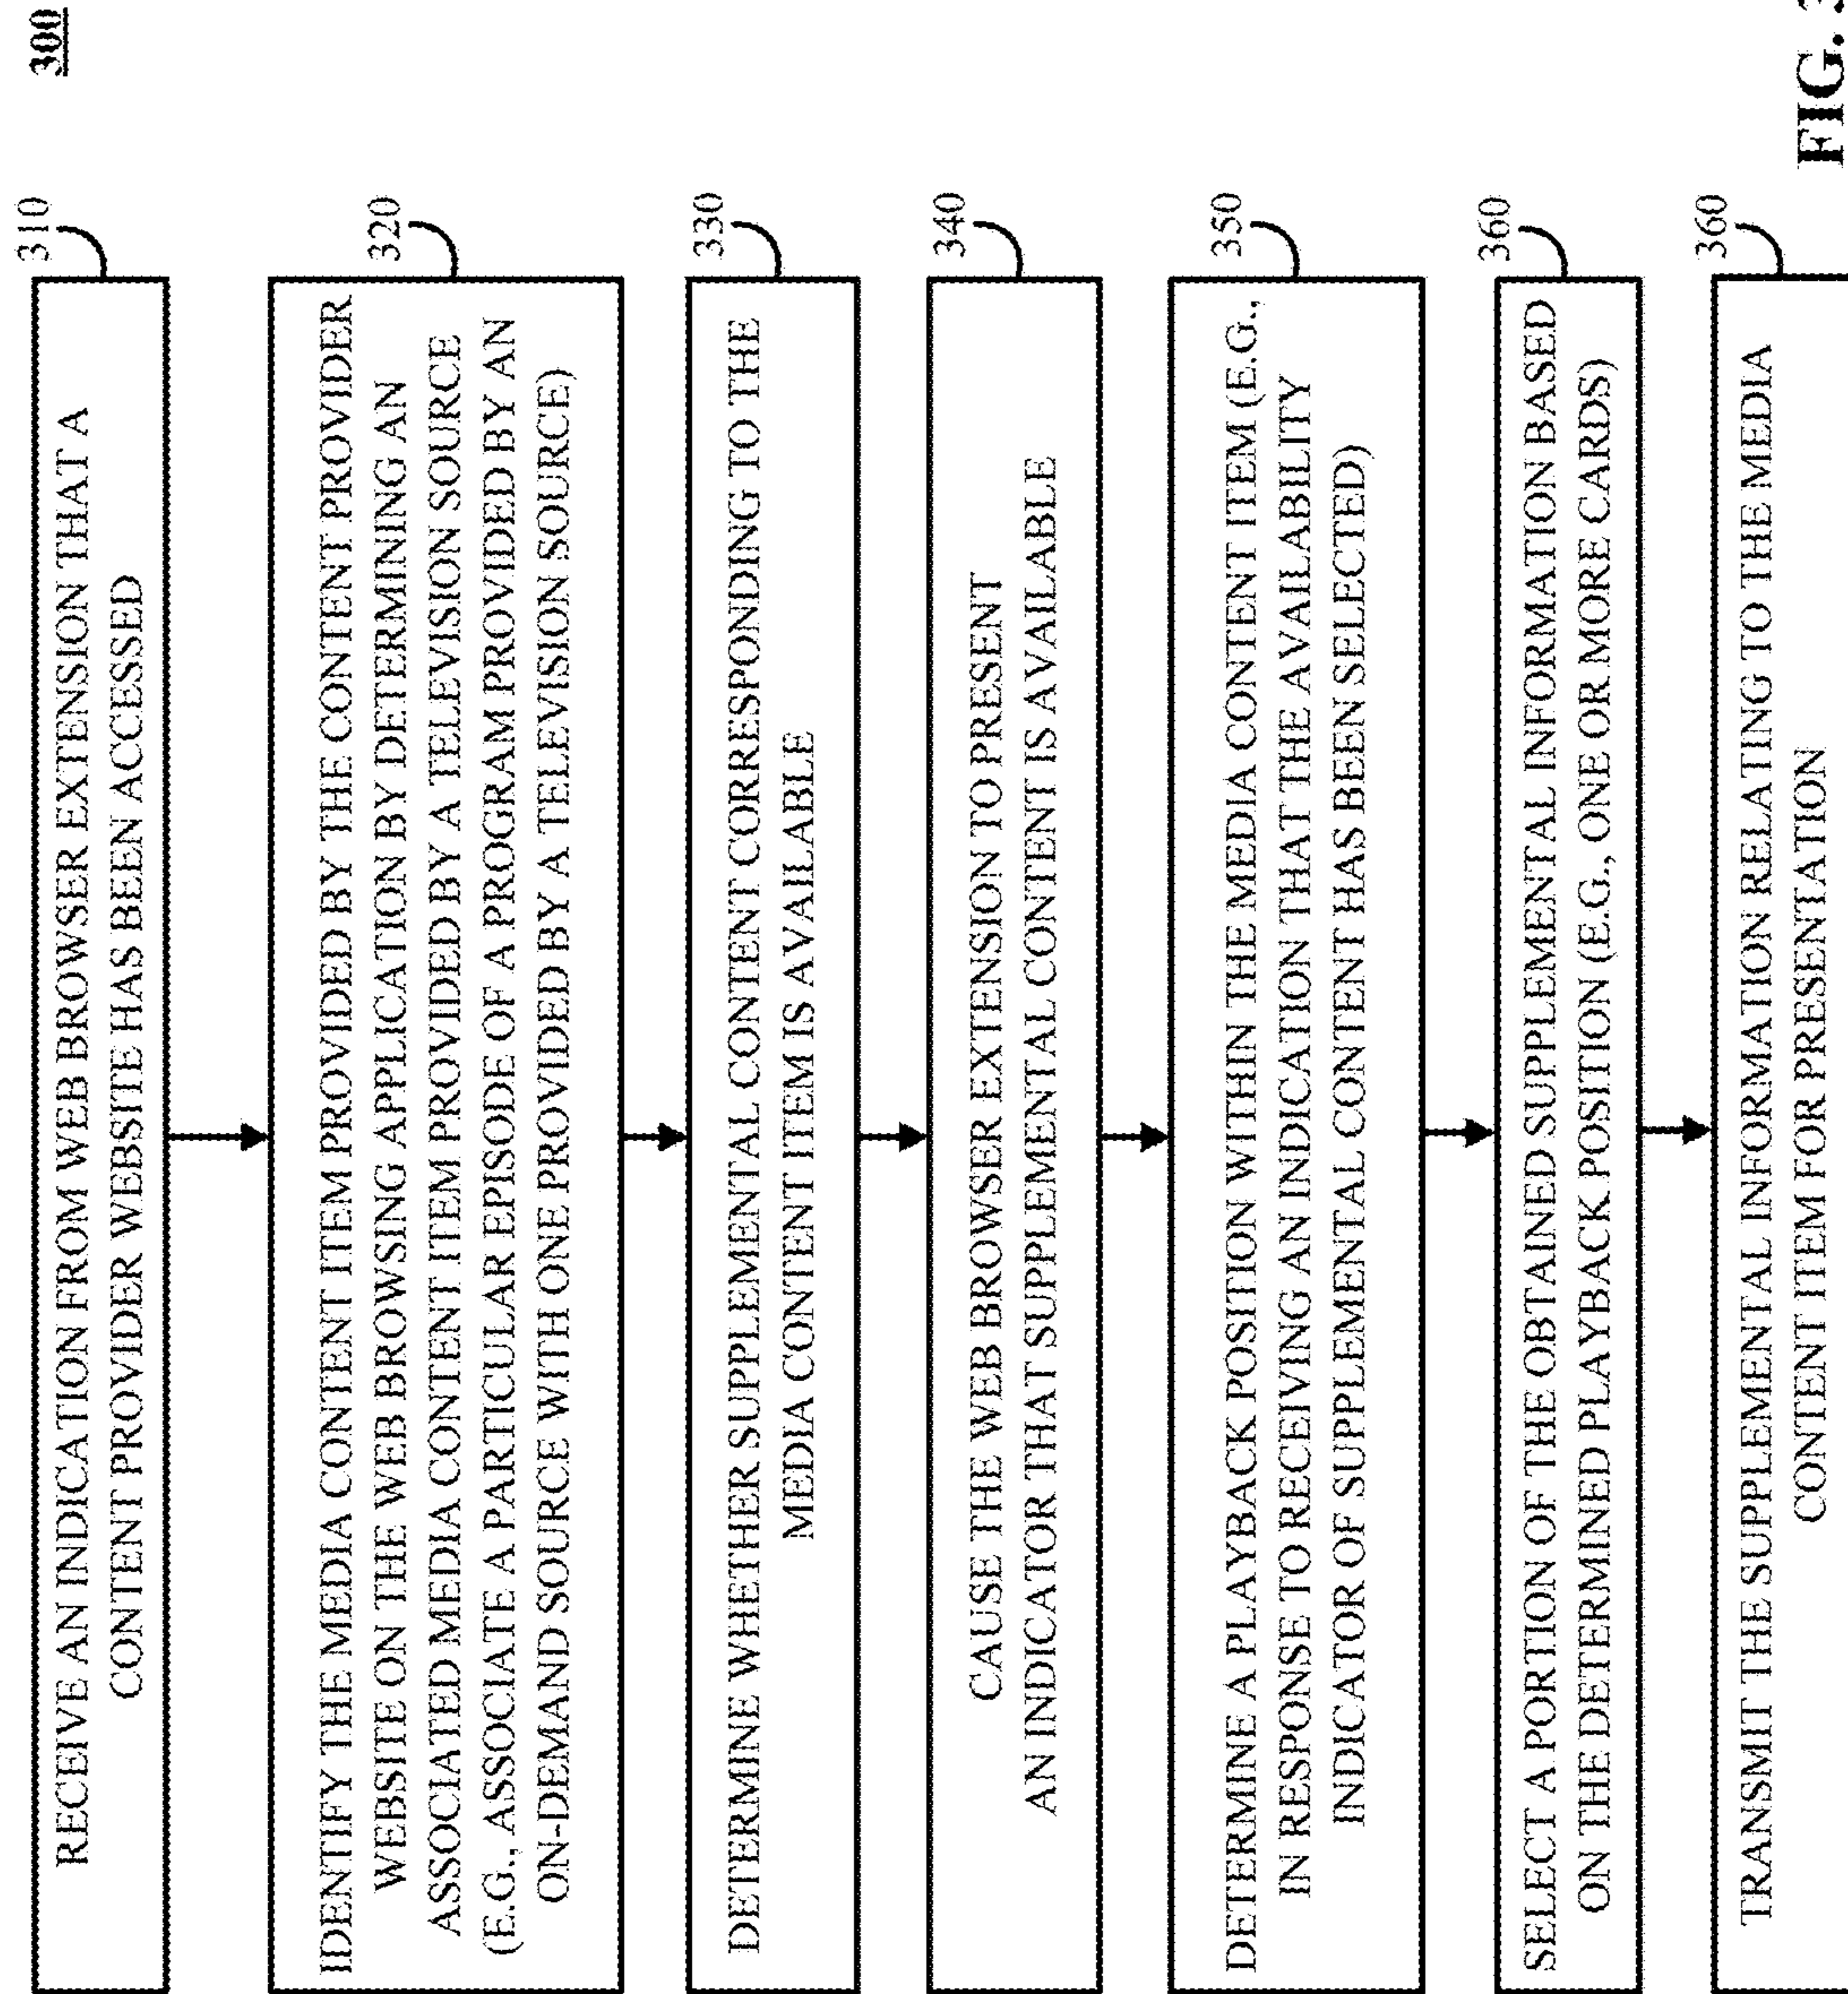 300
310
RECEIVE AN INDICATION FROM WEB BROWSER EXTENSION THAT A
CONTENT PROVIDER WEBSITE HAS BEEN ACCESSED
320
IDENTIFY THE MEDIA CONTENT ITEM PROVIDED BY THE CONTENT PROVIDER
WEBSITE ON THE WEB BROWSING APPLICATION BY DETERMINING AN
ASSOCIATED MEDIA CONTENT ITEM PROVIDED BY A TELEVISION SOURCE
(E.G., ASSOCIATE A PARTICULAR EPISODE OF A PROGRAM PROVIDED BY AN
ON-DEMAND SOURCE WITH ONE PROVIDED BY A TELEVISION SOURCE)
330
DETERMINE WHETHER SUPPLEMENTAL CONTENT CORRESPONDING TO THE
MEDIA CONTENT ITEM IS AVAILABLE
340
CAUSE THE WEB BROWSER EXTENSION TO PRESENT
AN INDICATOR THAT SUPPLEMENTAL CONTENT IS AVAILABLE
350
DETERMINE A PLAYBACK POSITION WITHIN THE MEDIA CONTENT ITEM (E.G.,
IN RESPONSE TO RECEIVING AN INDICATION THAT THE AVAILABILITY
INDICATOR OF SUPPLEMENTAL CONTENT HAS BEEN SELECTED)
360
SELECT A PORTION OF THE OBTAINED SUPPLEMENTAL INFORMATION BASED
ON THE DETERMINED PLAYBACK POSITION (E.G., ONE OR MORE CARDS)
360
TRANSMIT THE SUPPLEMENTAL INFORMATION RELATING TO THE MEDIA
CONTENT ITEM FOR PRESENTATION
FIG. 3